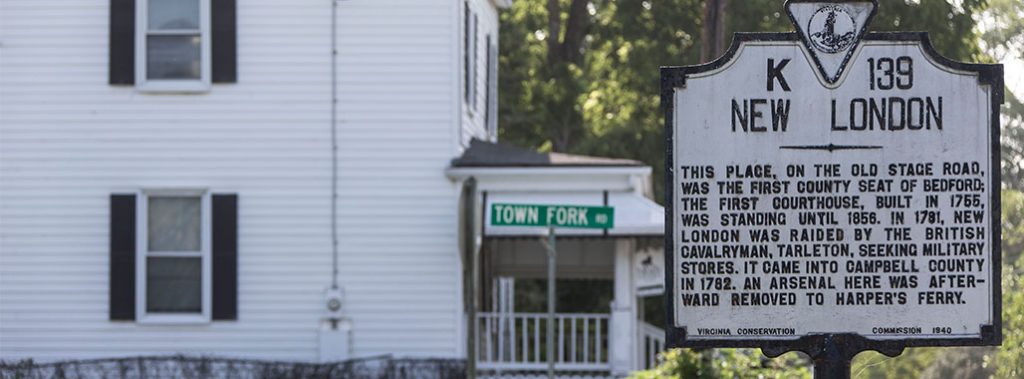 TOWN FORK RD
K 139
NEW LONDON
THIS PLACE, ON THE OLD STAGE ROAD,
WAS THE FIRST COUNTY SEAT OF BEDFORD;
THE FIRST COURTHOUSE, BUILT IN 1755,
WAS STANDING UNTIL 1856. IN 1781, NEW
LONDON WAS RAIDED BY THE BRITISH
CAVALRYMAN, TARLETON, SEEKING MILITARY
STORES. IT CAME INTO CAMPBELL COUNTY
IN 1782. AN ARSENAL HERE WAS AFTER-
WARD REMOVED TO HARPER'S FERRY.
VIRGINIA CONSERVATION COMMISSION 1940